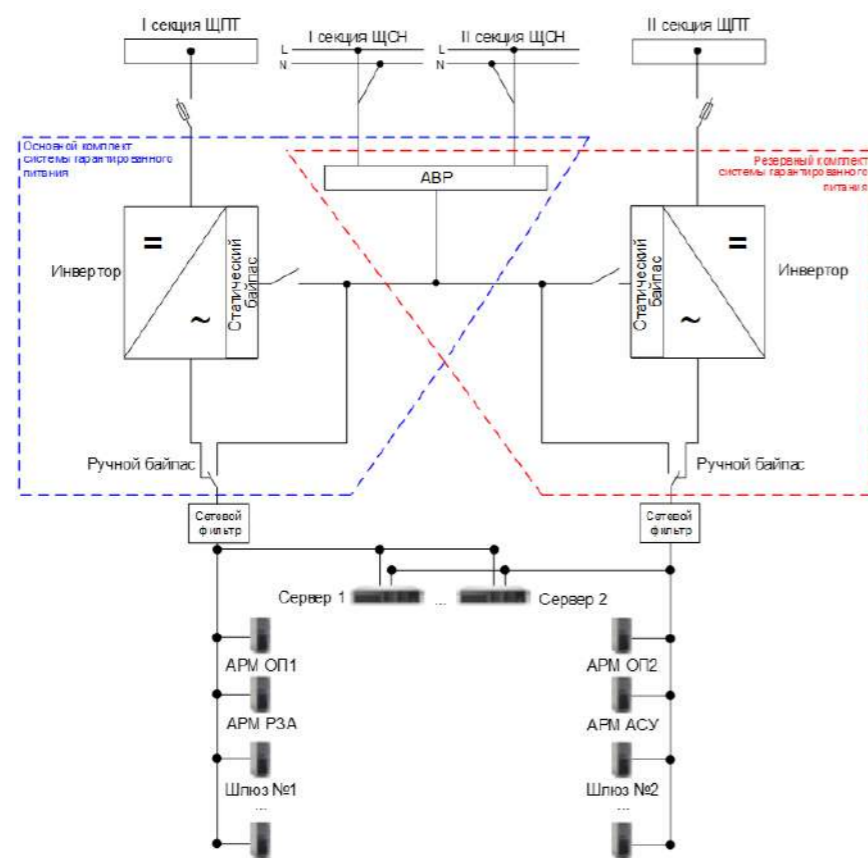 I секция ЩПТ
I секция ЩСН
II секция ЩСН
II секция ЩПТ
L
N
L
N
Основной комплект
системы гарантированного
питания
Резервный комплект
системы гарантированного
питания
АВР
Инвертор
=
~
Статический
байпас
Статический
байпас
=
~
Инвертор
Ручной байпас
Ручной байпас
Сетевой
фильтр
Сетевой
фильтр
Сервер 1
...
Сервер 2
АРМ ОП1
АРМ ОП2
АРМ РЗА
АРМ АСУ
Шлюз №1
...
Шлюз №2
...